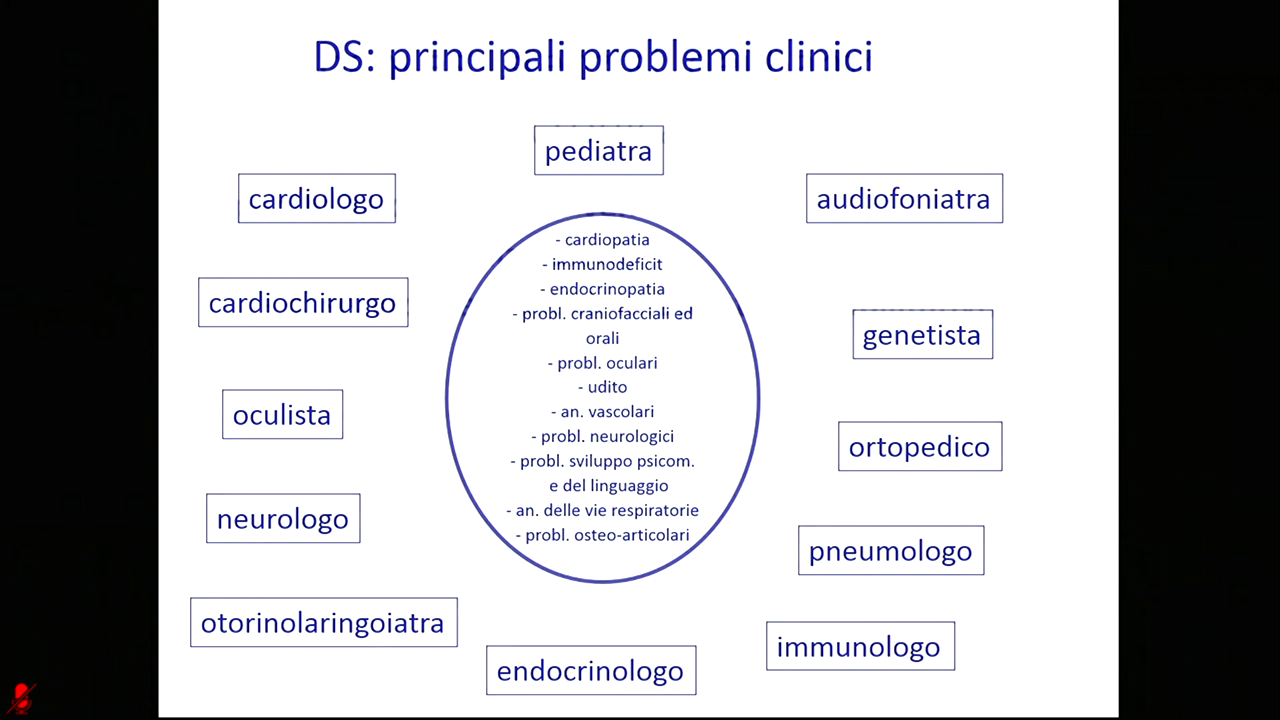 DS: principali problemi clinici
pediatra
cardiologo
audiofoniatra
- cardiopatia
- immunodeficit
- endocrinopatia
- probl. craniofacciali ed
orali
- probl. oculari
- udito
- an. vascolari
- probl. neurologici
- probl. sviluppo psicom.
e del linguaggio
- an. delle vie respiratorie
- probl. osteo-articolari
cardiochirurgo
genetista
oculista
ortopedico
neurologo
pneumologo
otorinolaringoiatra
immunologo
endocrinologo